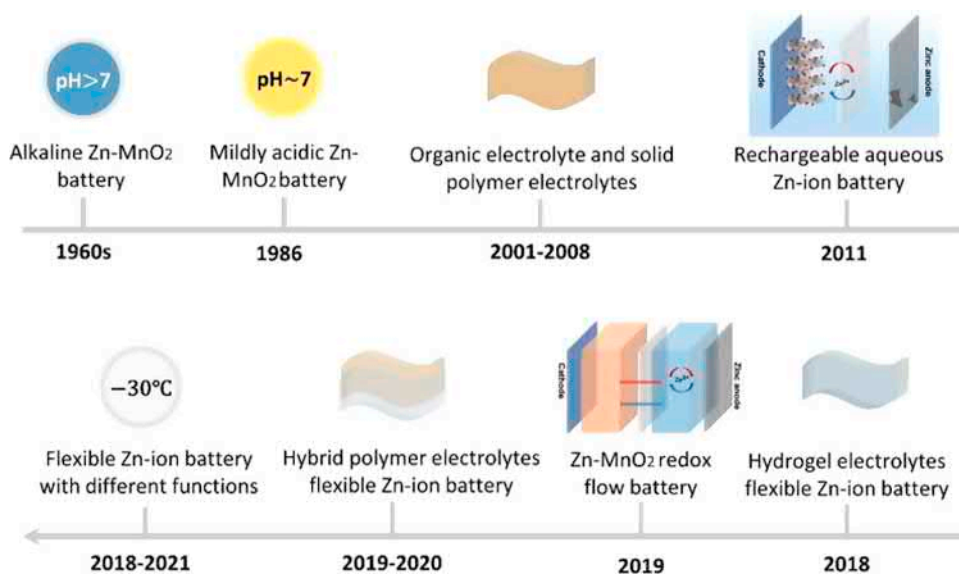 pH>7
pH~7
Cathode
Zn²⁺
Zinc anode
Alkaline Zn-MnO₂
battery
Mildly acidic Zn-
MnO₂ battery
Organic electrolyte and solid
polymer electrolytes
Rechargeable aqueous
Zn-ion battery
1960s
1986
2001-2008
2011
−30℃
Cathode
Zinc anode
Flexible Zn-ion battery
with different functions
Hybrid polymer electrolytes
flexible Zn-ion battery
Zn-MnO₂ redox
flow battery
Hydrogel electrolytes
flexible Zn-ion battery
2018-2021
2019-2020
2019
2018